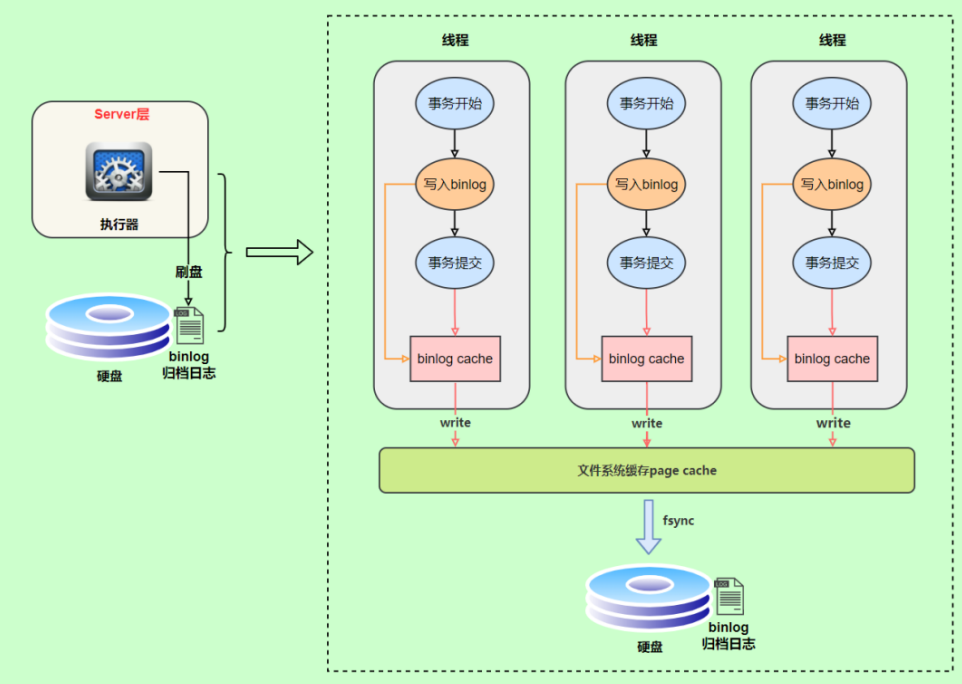 Server层
执行器
刷盘
LOG
binlog
归档日志
硬盘
线程
线程
线程
事务开始
事务开始
事务开始
写入binlog
写入binlog
写入binlog
事务提交
事务提交
事务提交
binlog cache
binlog cache
binlog cache
write
write
write
文件系统缓存page cache
fsync
LOG
binlog
归档日志
硬盘